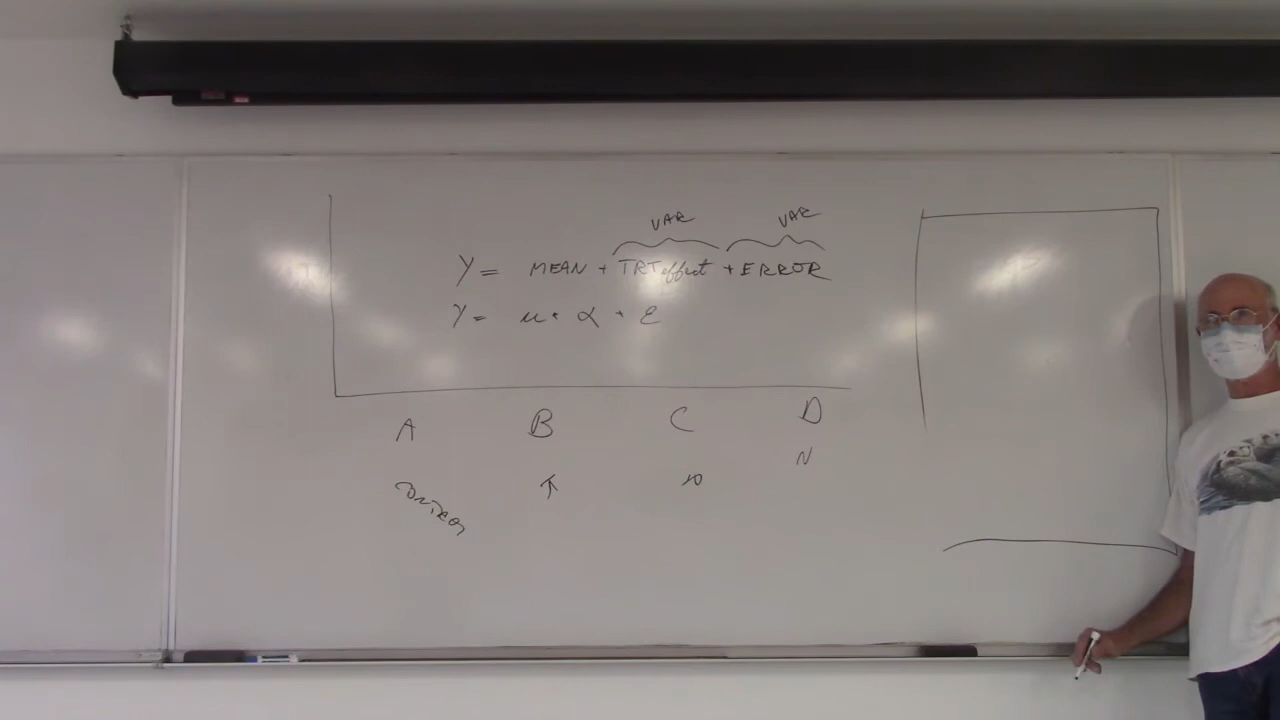 VAR VAR
Y = MEAN + TRTeffect + ERROR
Y = μ + α + ε
A B C D
N
CONTROL